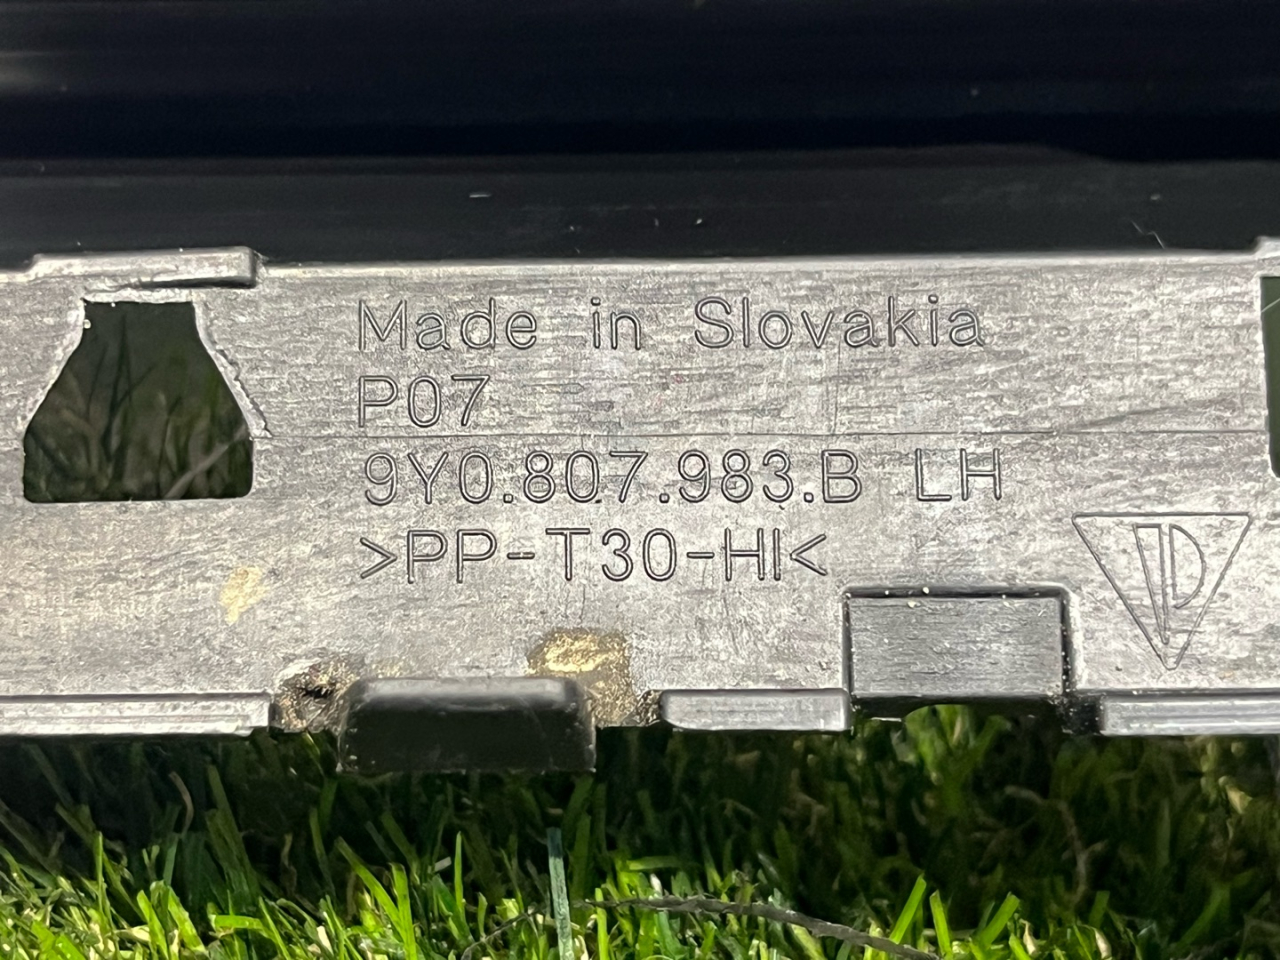 Made in Slovakia
P07
9Y0.807.983.B LH
>PP-T30-HI<